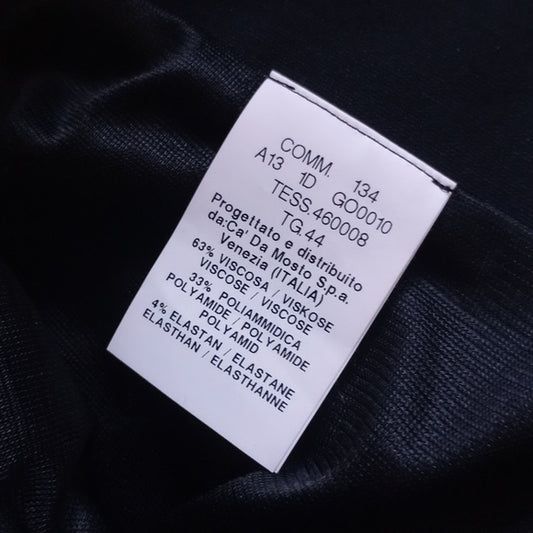 COMM. 134
A13 1D GO0010
TESS.460008
TG.44
Progettato e distribuito
da:Ca' Da Mosto S.p.a.
Venezia (ITALIA)
63% VISCOSA / VISKOSE
VISCOSE / VISCOSE
33% POLIAMMIDICA
POLYAMIDE / POLYAMIDE
POLYAMID
4% ELASTAN / ELASTANE
ELASTHAN / ELASTHANNE